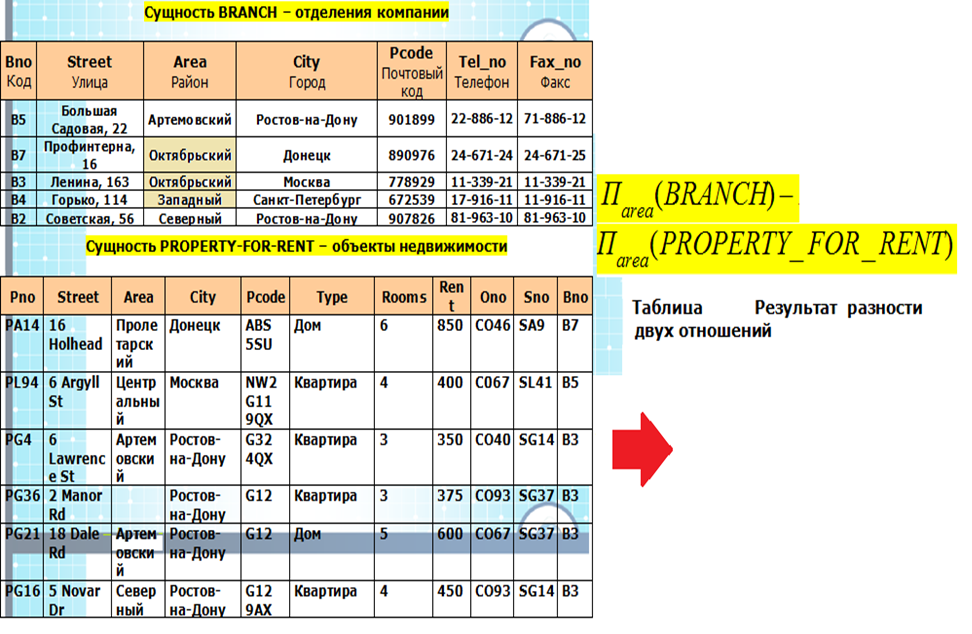 Сущность BRANCH – отделения компании
Bno Код Street Улица Area Район City Город Pcode Почтовый код Tel_no Телефон Fax_no Факс
B5 Большая Садовая, 22 Артемовский Ростов-на-Дону 901899 22-886-12 71-886-12
B7 Профинтерна, 16 Октябрьский Донецк 890976 24-671-24 24-671-25
B3 Ленина, 163 Октябрьский Москва 778929 11-339-21 11-339-21
B4 Горько, 114 Западный Санкт-Петербург 672539 17-916-11 11-916-11
B2 Советская, 56 Северный Ростов-на-Дону 907826 81-963-10 81-963-10
Сущность PROPERTY-FOR-RENT – объекты недвижимости
Pno Street Area City Pcode Type Rooms Rent Ono Sno Bno
PA14 16 Holhead Пролетарский Донецк ABS 5SU Дом 6 850 CO46 SA9 B7
PL94 6 Argyll St Центральный Москва NW2 G11 9QX Квартира 4 400 C067 SL41 B5
PG4 6 Lawrence St Артемовский Ростов-на-Дону G32 4QX Квартира 3 350 CO40 SG14 B3
PG36 2 Manor Rd Ростов-на-Дону G12 Квартира 3 375 CO93 SG37 B3
PG21 18 Dale Rd Артемовский Ростов-на-Дону G12 Дом 5 600 CO67 SG37 B3
PG16 5 Novar Dr Северный Ростов-на-Дону G12 9AX Квартира 4 450 CO93 SG14 B3
Π area (BRANCH) –
Π area (PROPERTY_FOR_RENT)
Таблица Результат разности
двух отношений